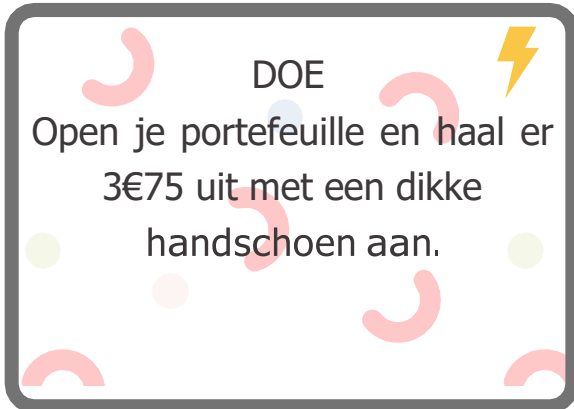 DOE
Open je portefeuille en haal er
3€75 uit met een dikke
handschoen aan.